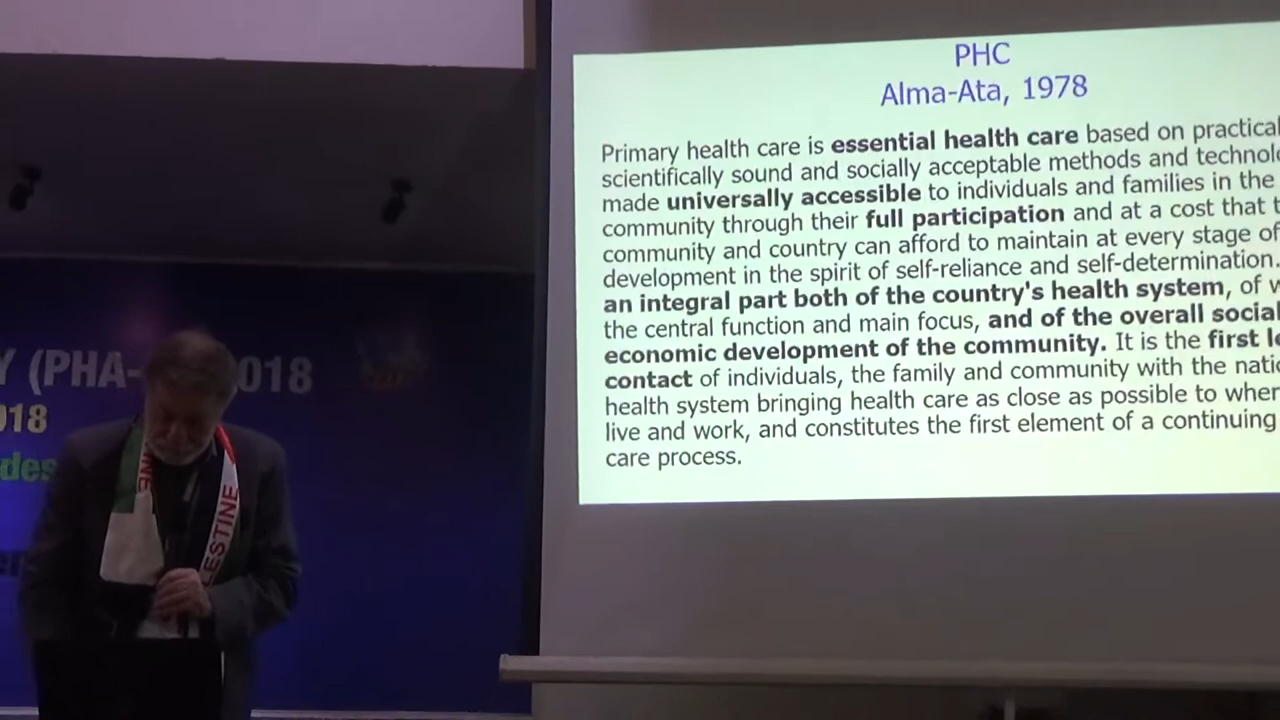 PHC
Alma-Ata, 1978
Primary health care is essential health care based on practical
scientifically sound and socially acceptable methods and technol
made universally accessible to individuals and families in the
community through their full participation and at a cost that t
community and country can afford to maintain at every stage of
development in the spirit of self-reliance and self-determination.
an integral part both of the country's health system, of w
the central function and main focus, and of the overall social
economic development of the community. It is the first l
contact of individuals, the family and community with the natio
health system bringing health care as close as possible to wher
live and work, and constitutes the first element of a continuing
care process.
Y (PHA- 2018
018
des
ESTINE